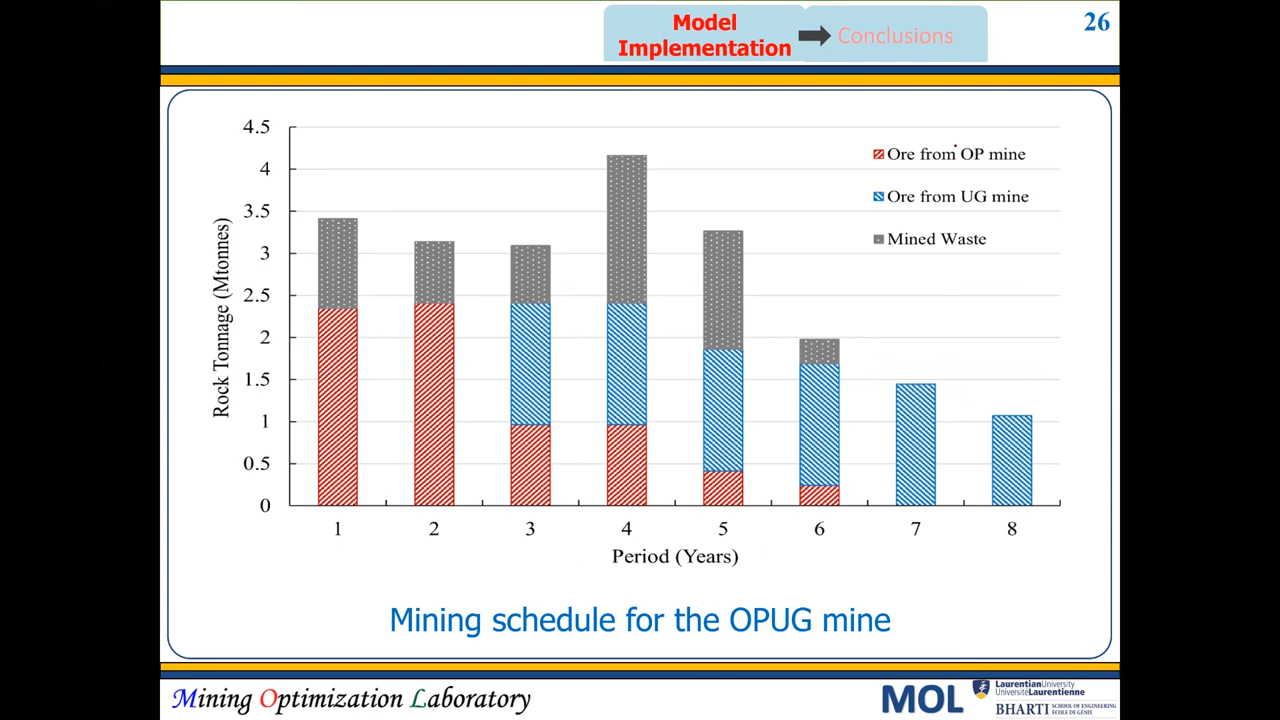 Model
Implementation
Conclusions
26
4.5
4
3.5
3
2.5
2
1.5
1
0.5
0
Rock Tonnage (Mtonnes)
Ore from OP mine
Ore from UG mine
Mined Waste
1 2 3 4 5 6 7 8
Period (Years)
Mining schedule for the OPUG mine
Mining Optimization Laboratory
MOL
LaurentianUniversity
UniversitéLaurentienne
BHARTI
SCHOOL OF ENGINEERING
ÉCOLE DE GÉNIE